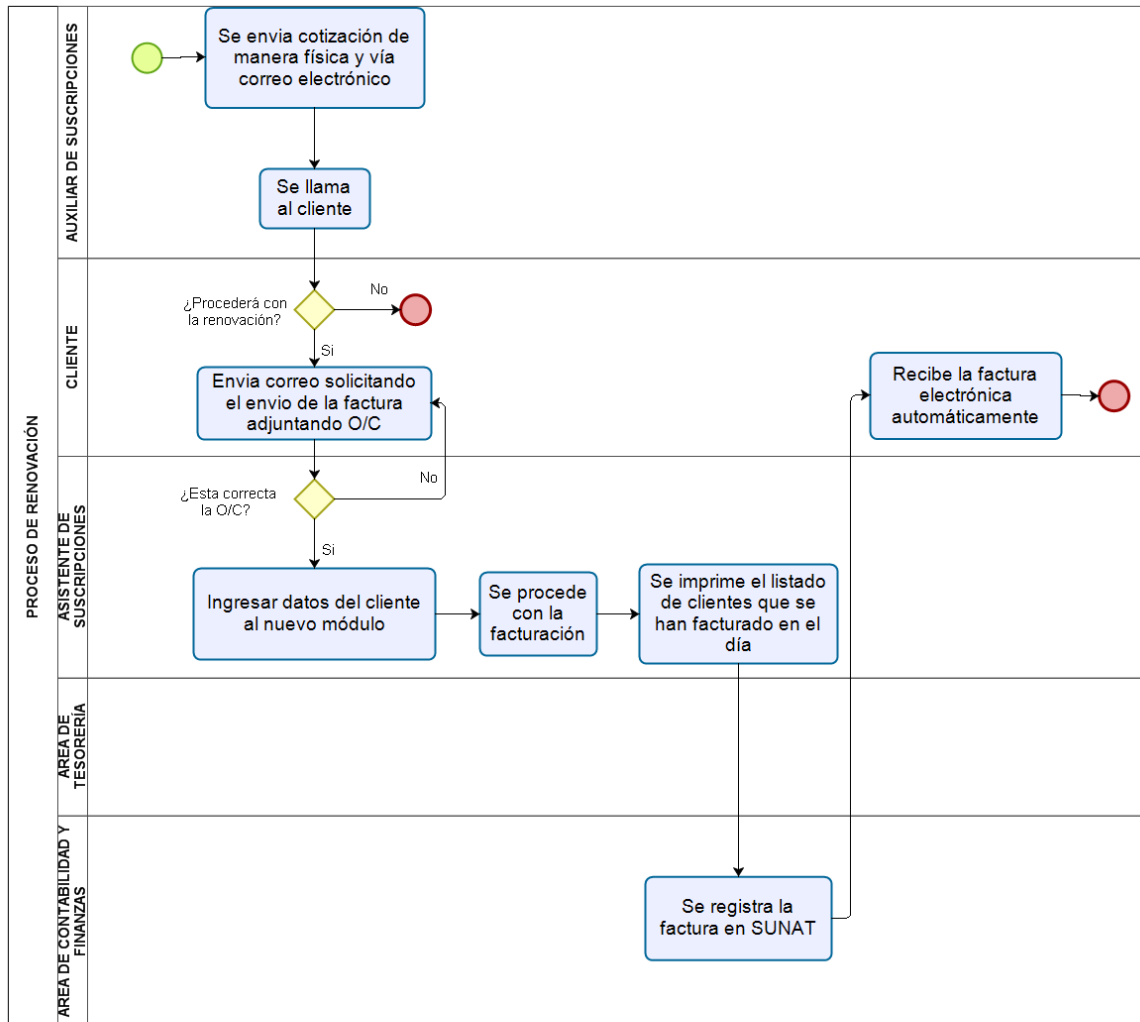 PROCESO DE RENOVACIÓN
AUXILIAR DE SUSCRIPCIONES
Se envia cotización de
manera física y vía
correo electrónico
Se llama
al cliente
CLIENTE
¿Procederá con
la renovación?
No
Si
Envia correo solicitando
el envio de la factura
adjuntando O/C
Recibe la factura
electrónica
automáticamente
ASISTENTE DE
SUSCRIPCIONES
¿Esta correcta
la O/C?
No
Si
Ingresar datos del cliente
al nuevo módulo
Se procede
con la
facturación
Se imprime el listado
de clientes que se
han facturado en el
día
AREA DE
TESORERÍA
AREA DE CONTABILIDAD Y
FINANZAS
Se registra la
factura en SUNAT